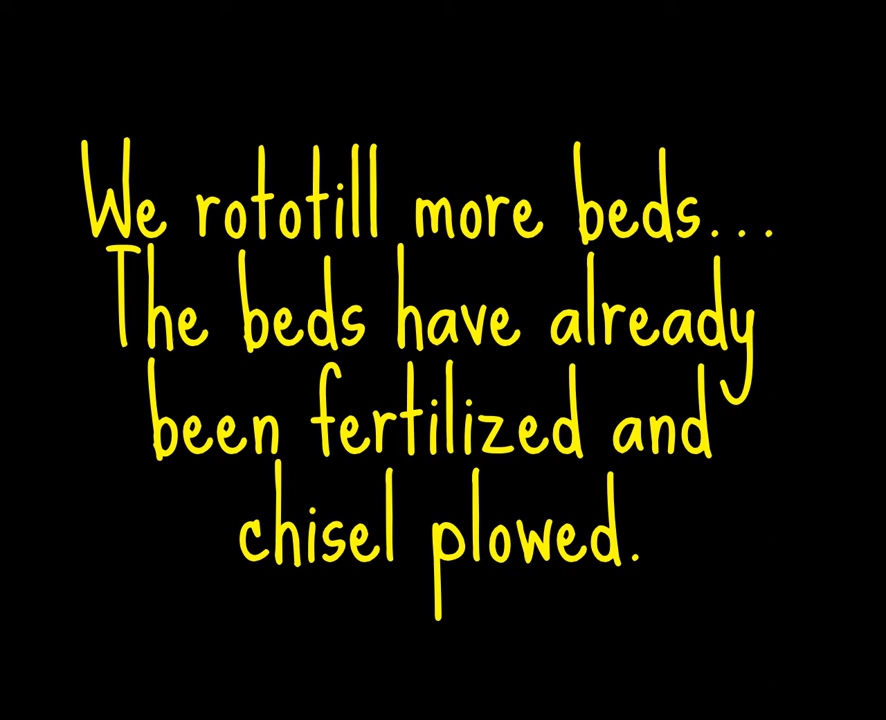 We rototill more beds...
The beds have already
been fertilized and
chisel plowed.